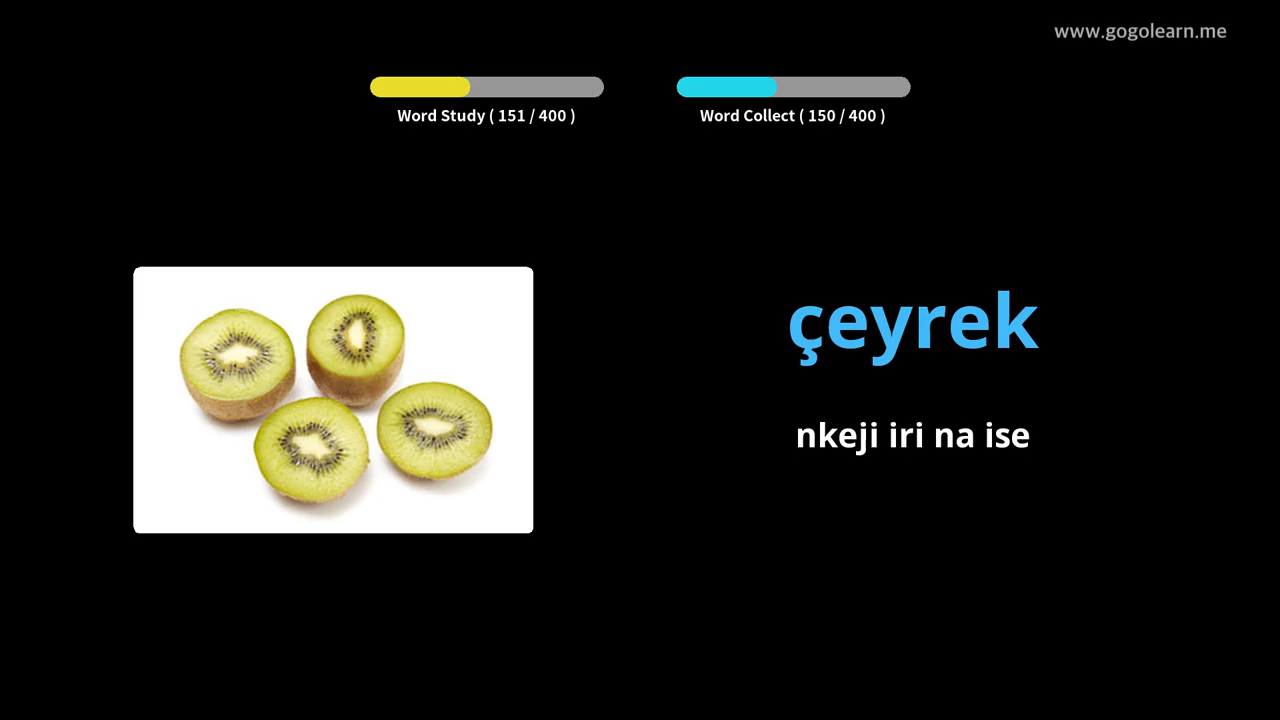 www.gogolearn.me
Word Study ( 151 / 400 )
Word Collect ( 150 / 400 )
çeyrek
nkeji iri na ise